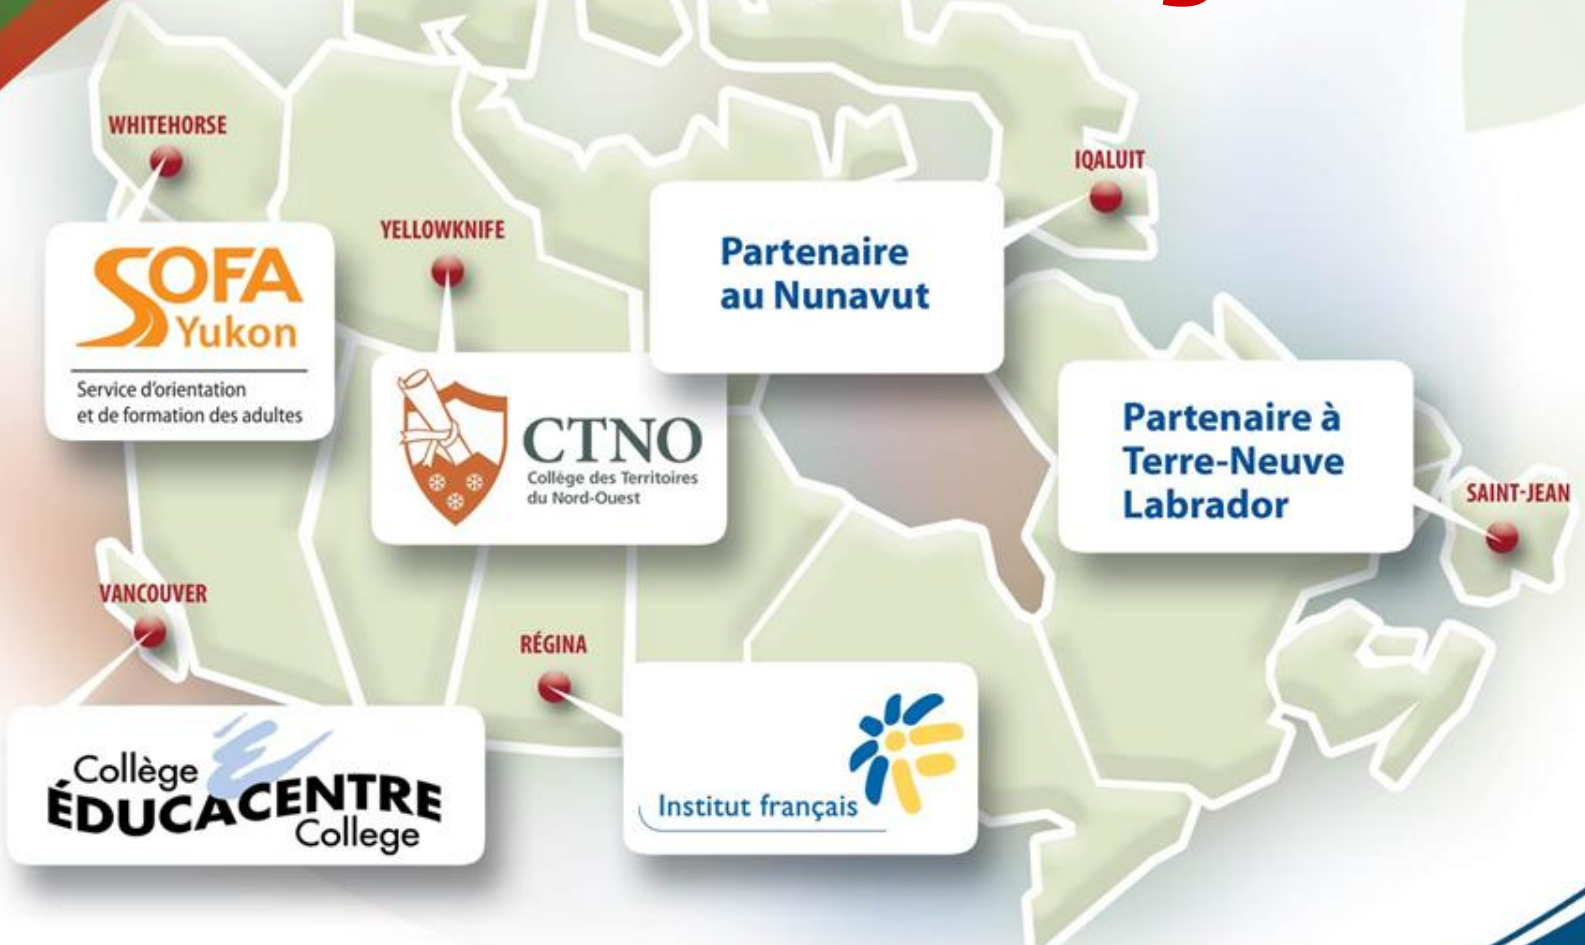 WHITEHORSE
IQALUIT
YELLOWKNIFE
SOFA
Yukon
Service d'orientation
et de formation des adultes
Partenaire
au Nunavut
CTNO
Collège des Territoires
du Nord-Ouest
Partenaire à
Terre-Neuve
Labrador
SAINT-JEAN
VANCOUVER
RÉGINA
Collège
ÉDUCACENTRE
College
Institut français